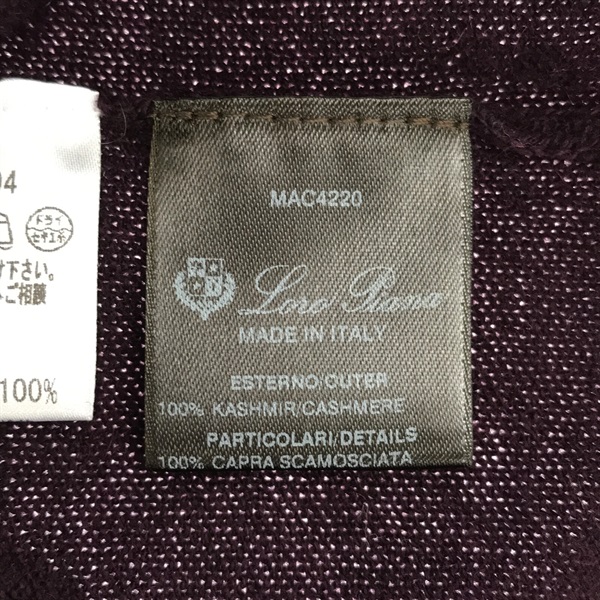 04
ドライ
セキユ系
け下さい。
ご相談
100%
MAC4220
Loro Piana
MADE IN ITALY
ESTERNO/OUTER
100% KASHMIR/CASHMERE
PARTICOLARI/DETAILS
100% CAPRA SCAMOSCIATA